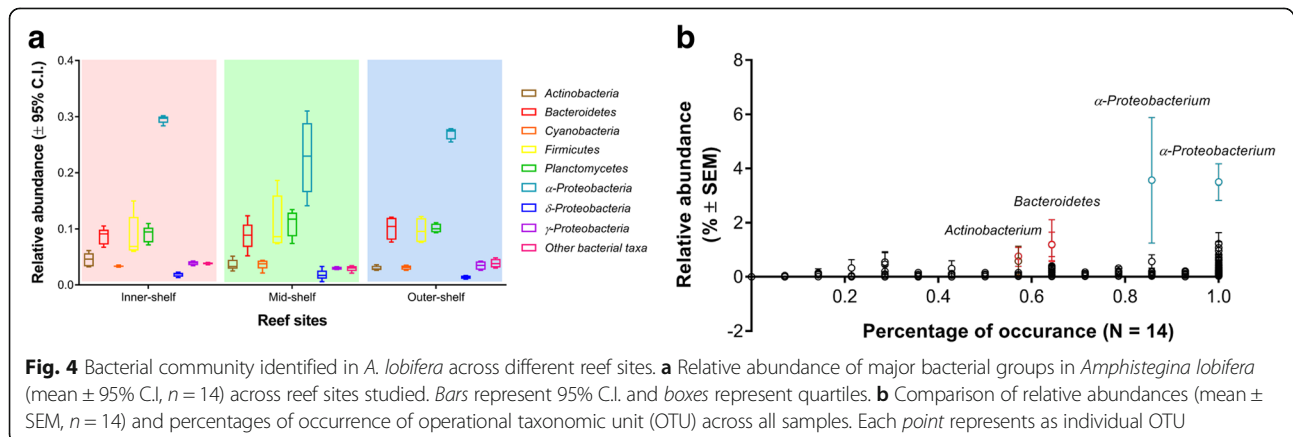 a
Relative abundance (± 95% C.I.)
0.4
0.3
0.2
0.1
0.0
Inner-shelf Mid-shelf Outer-shelf
Reef sites
Actinobacteria
Bacteroidetes
Cyanobacteria
Firmicutes
Planctomycetes
α-Proteobacteria
δ-Proteobacteria
γ-Proteobacteria
Other bacterial taxa
b
Relative abundance
(% ± SEM)
8
6
4
2
0
-2
α-Proteobacterium
α-Proteobacterium
Bacteroidetes
Actinobacterium
0.2 0.4 0.6 0.8 1.0
Percentage of occurance (N = 14)
Fig. 4 Bacterial community identified in A. lobifera across different reef sites. a Relative abundance of major bacterial groups in Amphistegina lobifera
(mean ± 95% C.I, n = 14) across reef sites studied. Bars represent 95% C.I. and boxes represent quartiles. b Comparison of relative abundances (mean ±
SEM, n = 14) and percentages of occurrence of operational taxonomic unit (OTU) across all samples. Each point represents as individual OTU